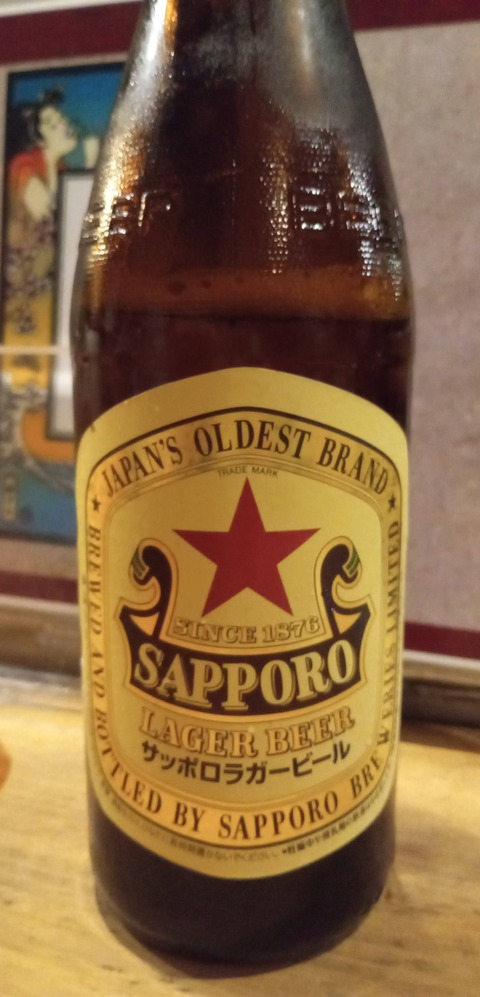 BEER
JAPAN'S OLDEST BRAND
TRADE MARK
SINCE 1876
SAPPORO
LAGER BEER
サッポロラガービール
BREWED AND BOTTLED BY SAPPORO BREWERIES LIMITED